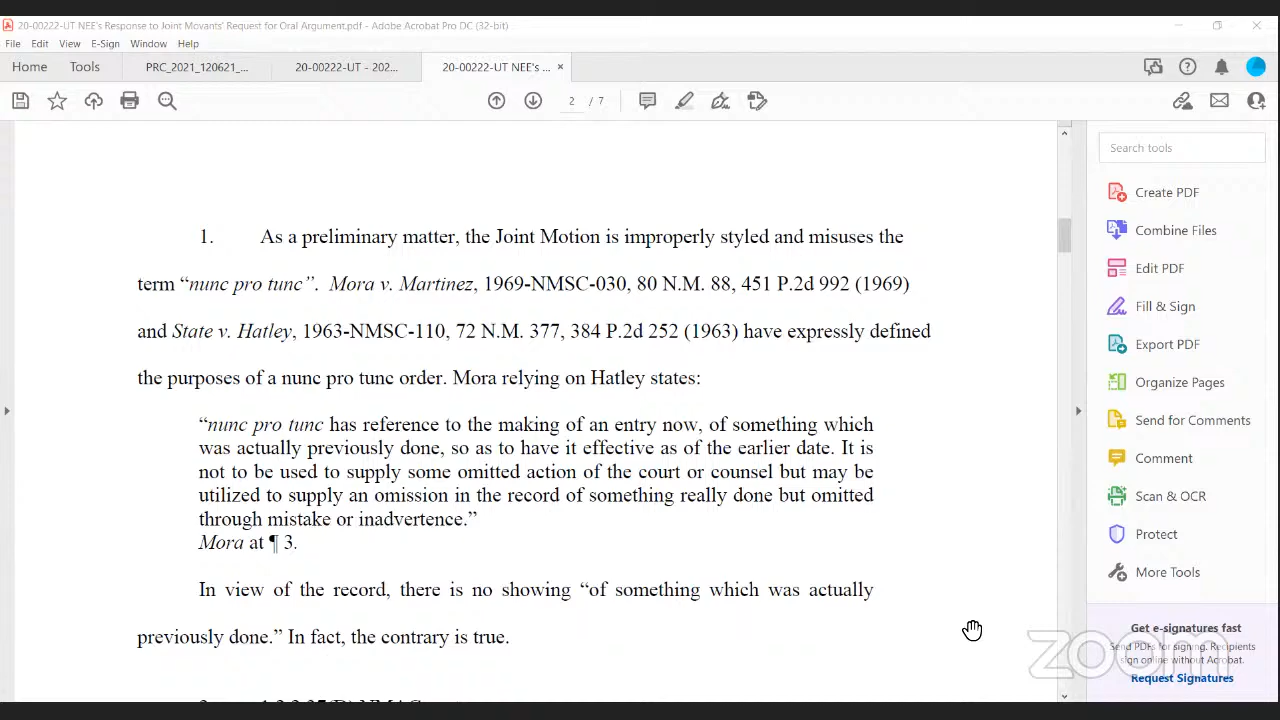 20-00222-UT NEE's Response to Joint Movants' Request for Oral Argument.pdf - Adobe Acrobat Pro DC (32-bit)
File Edit View E-Sign Window Help
Home Tools PRC_2021_120621_... 20-00222-UT - 202... 20-00222-UT NEE's ... ×
2 / 7
1. As a preliminary matter, the Joint Motion is improperly styled and misuses the
term “nunc pro tunc”. Mora v. Martinez, 1969-NMSC-030, 80 N.M. 88, 451 P.2d 992 (1969)
and State v. Hatley, 1963-NMSC-110, 72 N.M. 377, 384 P.2d 252 (1963) have expressly defined
the purposes of a nunc pro tunc order. Mora relying on Hatley states:
“nunc pro tunc has reference to the making of an entry now, of something which
was actually previously done, so as to have it effective as of the earlier date. It is
not to be used to supply some omitted action of the court or counsel but may be
utilized to supply an omission in the record of something really done but omitted
through mistake or inadvertence.”
Mora at ¶ 3.
In view of the record, there is no showing “of something which was actually
previously done.” In fact, the contrary is true.
Search tools
Create PDF
Combine Files
Edit PDF
Fill & Sign
Export PDF
Organize Pages
Send for Comments
Comment
Scan & OCR
Protect
More Tools
Get e-signatures fast
Send PDFs for signing. Recipients
sign online without Acrobat.
Request Signatures
zoom